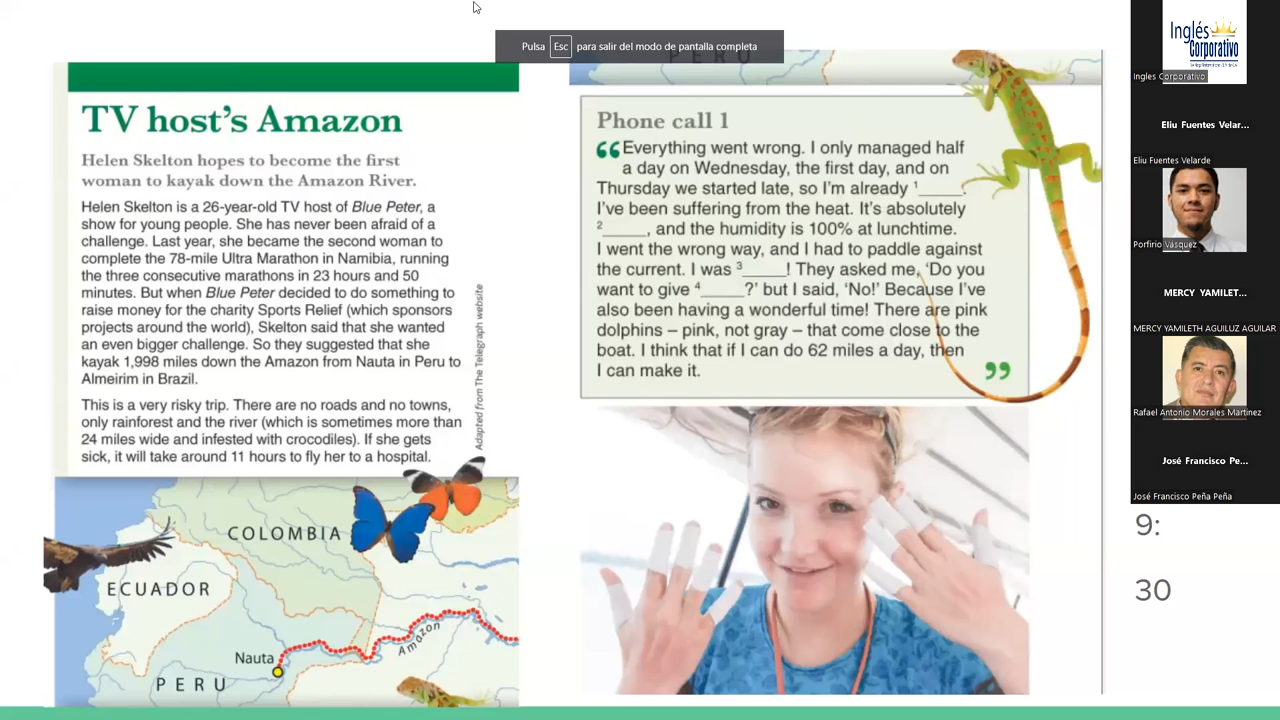 Pulsa Esc para salir del modo de pantalla completa
TV host's Amazon
Helen Skelton hopes to become the first
woman to kayak down the Amazon River.
Helen Skelton is a 26-year-old TV host of Blue Peter, a
show for young people. She has never been afraid of a
challenge. Last year, she became the second woman to
complete the 78-mile Ultra Marathon in Namibia, running
the three consecutive marathons in 23 hours and 50
minutes. But when Blue Peter decided to do something to
raise money for the charity Sports Relief (which sponsors
projects around the world), Skelton said that she wanted
an even bigger challenge. So they suggested that she
kayak 1,998 miles down the Amazon from Nauta in Peru to
Almeirim in Brazil.
This is a very risky trip. There are no roads and no towns,
only rainforest and the river (which is sometimes more than
24 miles wide and infested with crocodiles). If she gets
sick, it will take around 11 hours to fly her to a hospital.
Adapted from The Telegraph website
COLOMBIA
ECUADOR
Amazon
Nauta
PERU
PERU
Phone call 1
“Everything went wrong. I only managed half
a day on Wednesday, the first day, and on
Thursday we started late, so I'm already 1_____.
I've been suffering from the heat. It's absolutely
2_____, and the humidity is 100% at lunchtime.
I went the wrong way, and I had to paddle against
the current. I was 3_____! They asked me, ‘Do you
want to give 4_____?’ but I said, ‘No!’ Because I've
also been having a wonderful time! There are pink
dolphins – pink, not gray – that come close to the
boat. I think that if I can do 62 miles a day, then
I can make it. ”
Inglés
Corporativo
Ingles Corporativo
Eliu Fuentes Velar...
Eliu Fuentes Velarde
Porfirio Vasquez
MERCY YAMILET...
MERCY YAMILETH AGUILUZ AGUILAR
Rafael Antonio Morales Martinez
José Francisco Pe...
José Francisco Peña Peña
9:
30